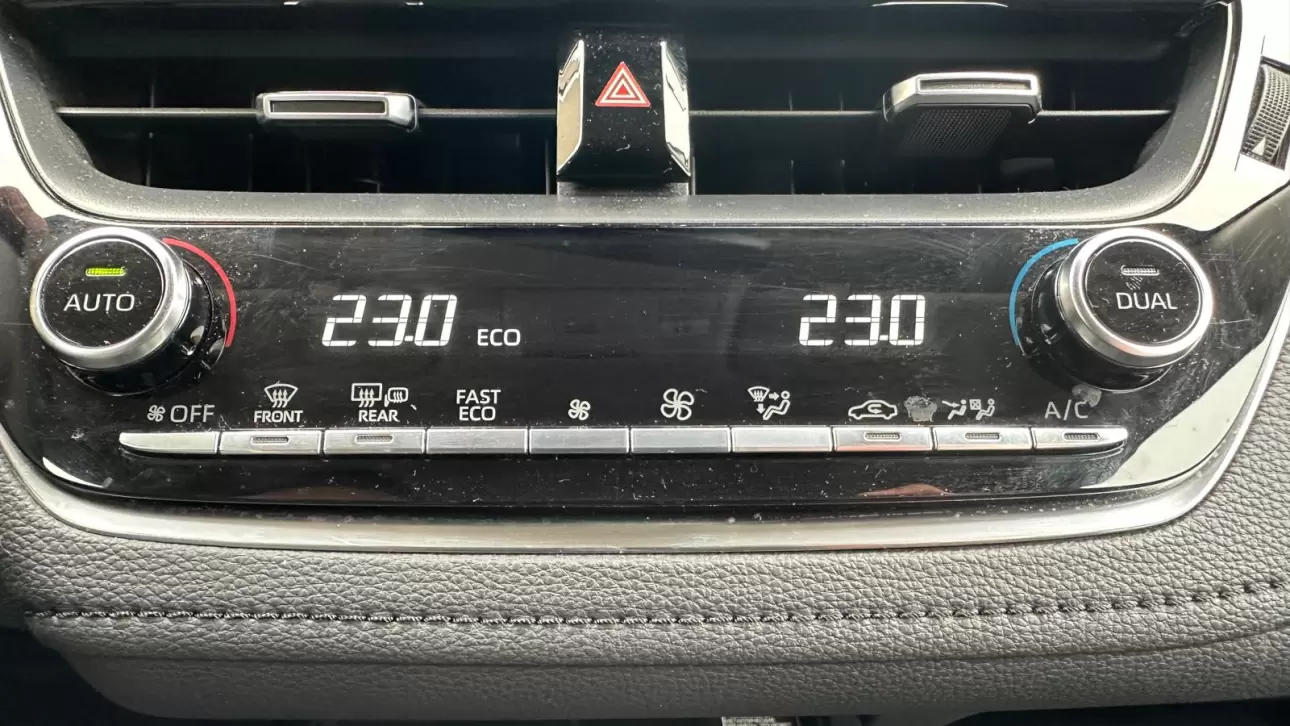 AUTO
23.0 ECO
23.0
DUAL
OFF
FRONT
REAR
FAST
ECO
A/C